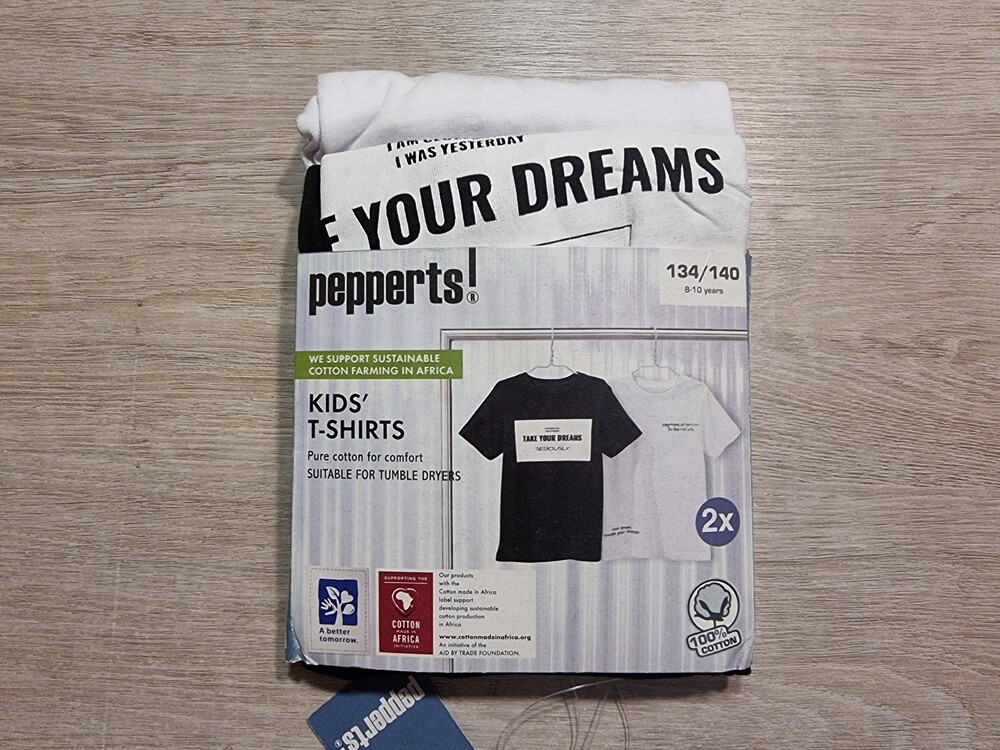 I AM
I WAS YESTERDAY
E YOUR DREAMS
pepperts!®
134/140
8-10 years
WE SUPPORT SUSTAINABLE
COTTON FARMING IN AFRICA
KIDS'
T-SHIRTS
Pure cotton for comfort
SUITABLE FOR TUMBLE DRYERS
TAKE YOUR DREAMS
SERIOUSLY
2x
A better
tomorrow.
SUPPORTING THE
COTTON
MADE IN
AFRICA
INITIATIVE
Our products
with the
Cotton made in Africa
label support
developing sustainable
cotton production
in Africa.
www.cottonmadeinafrica.org
An initiative of the
AID BY TRADE FOUNDATION.
100%
COTTON
pepperts!®